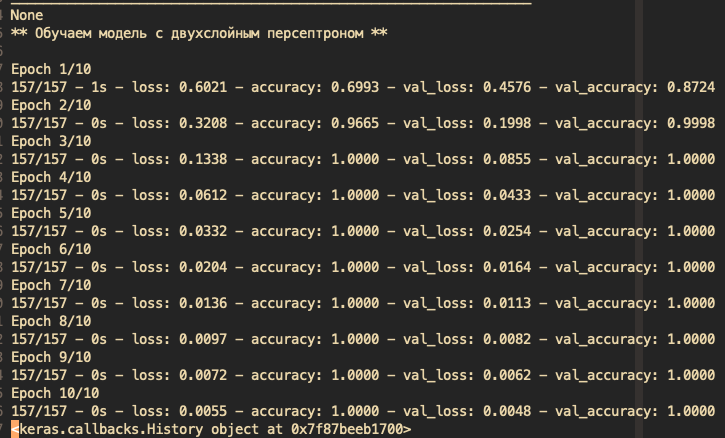 None
** Обучаем модель с двухслойным персептроном **
Epoch 1/10
157/157 - 1s - loss: 0.6021 - accuracy: 0.6993 - val_loss: 0.4576 - val_accuracy: 0.8724
Epoch 2/10
157/157 - 0s - loss: 0.3208 - accuracy: 0.9665 - val_loss: 0.1998 - val_accuracy: 0.9998
Epoch 3/10
157/157 - 0s - loss: 0.1338 - accuracy: 1.0000 - val_loss: 0.0855 - val_accuracy: 1.0000
Epoch 4/10
157/157 - 0s - loss: 0.0612 - accuracy: 1.0000 - val_loss: 0.0433 - val_accuracy: 1.0000
Epoch 5/10
157/157 - 0s - loss: 0.0332 - accuracy: 1.0000 - val_loss: 0.0254 - val_accuracy: 1.0000
Epoch 6/10
157/157 - 0s - loss: 0.0204 - accuracy: 1.0000 - val_loss: 0.0164 - val_accuracy: 1.0000
Epoch 7/10
157/157 - 0s - loss: 0.0136 - accuracy: 1.0000 - val_loss: 0.0113 - val_accuracy: 1.0000
Epoch 8/10
157/157 - 0s - loss: 0.0097 - accuracy: 1.0000 - val_loss: 0.0082 - val_accuracy: 1.0000
Epoch 9/10
157/157 - 0s - loss: 0.0072 - accuracy: 1.0000 - val_loss: 0.0062 - val_accuracy: 1.0000
Epoch 10/10
157/157 - 0s - loss: 0.0055 - accuracy: 1.0000 - val_loss: 0.0048 - val_accuracy: 1.0000
<keras.callbacks.History object at 0x7f87beeb1700>